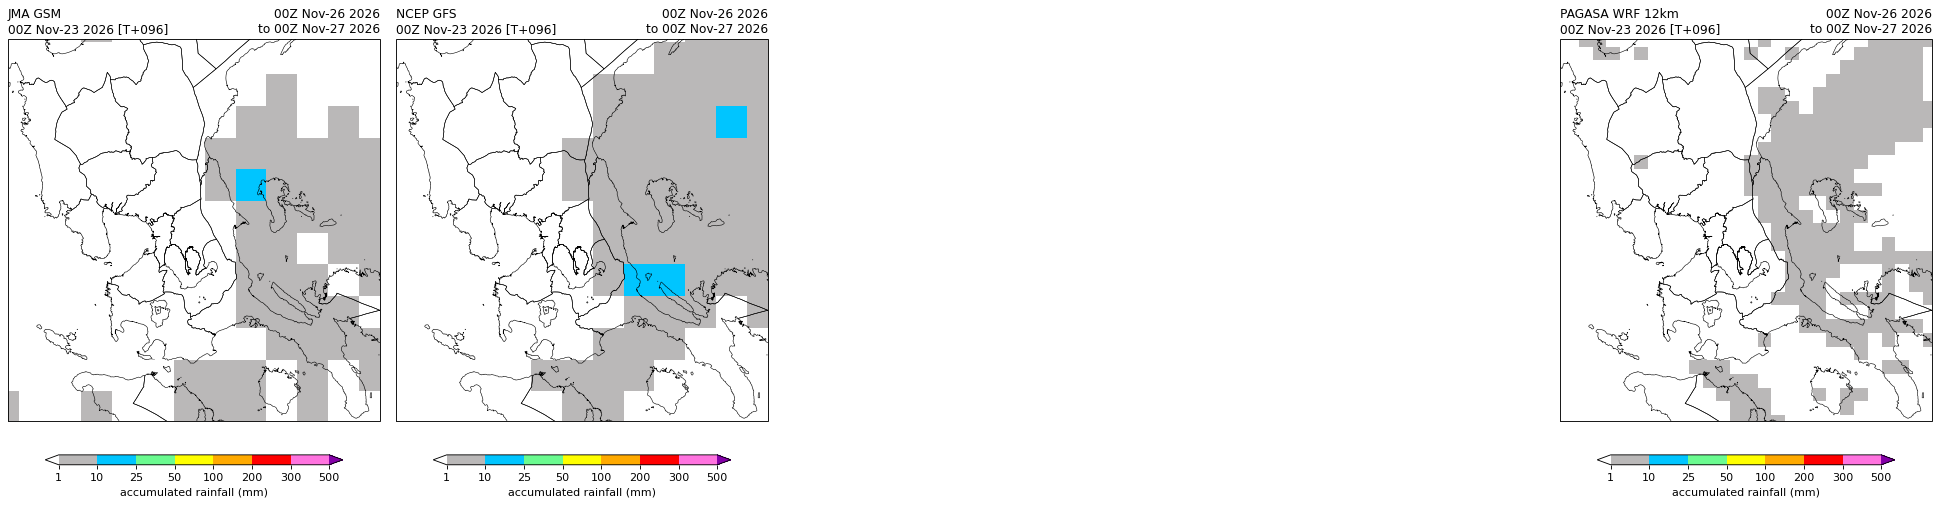 JMA GSM 00Z Nov-26 2026
00Z Nov-23 2026 [T+096] to 00Z Nov-27 2026
1 10 25 50 100 200 300 500
accumulated rainfall (mm)
NCEP GFS 00Z Nov-26 2026
00Z Nov-23 2026 [T+096] to 00Z Nov-27 2026
1 10 25 50 100 200 300 500
accumulated rainfall (mm)
PAGASA WRF 12km 00Z Nov-26 2026
00Z Nov-23 2026 [T+096] to 00Z Nov-27 2026
1 10 25 50 100 200 300 500
accumulated rainfall (mm)